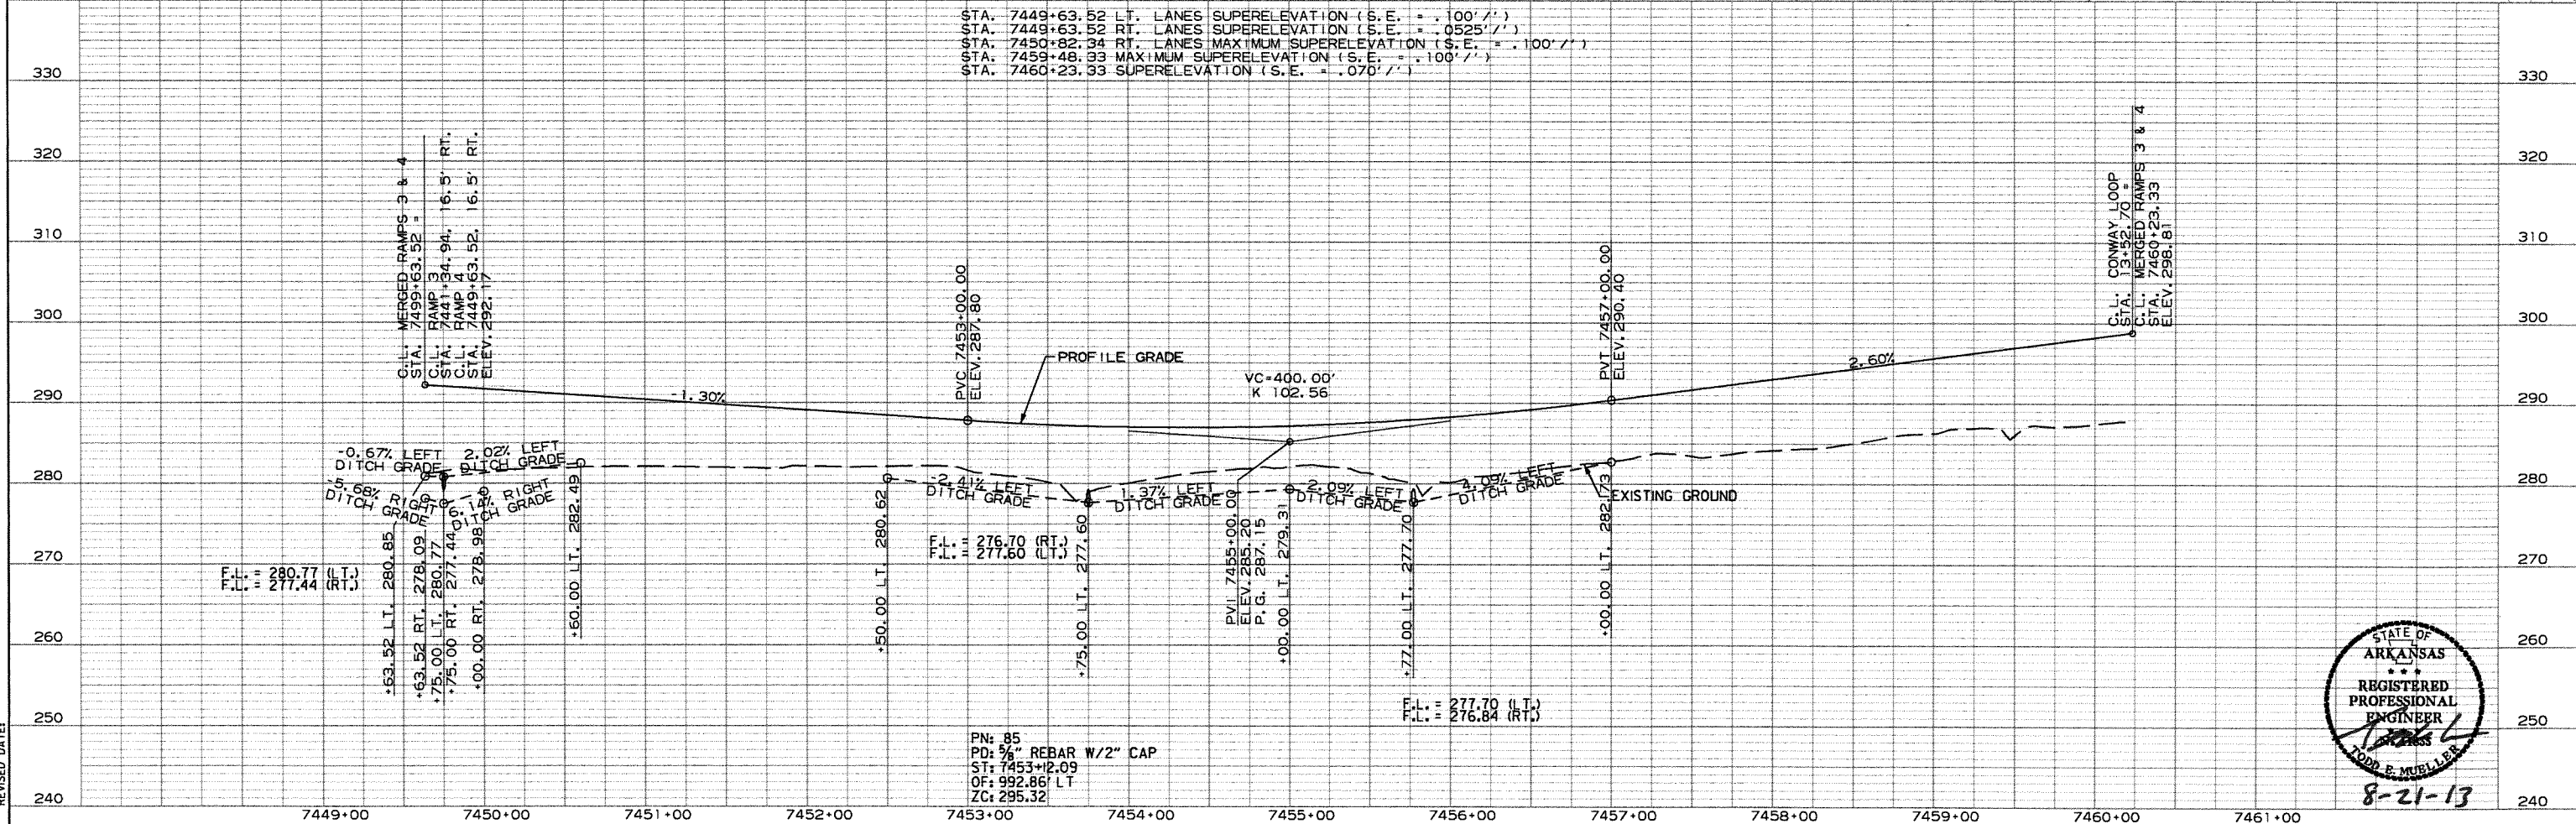 STA. 7449+63.52 LT. LANES SUPERELEVATION (S.E. = .100'/')
STA. 7449+63.52 RT. LANES SUPERELEVATION (S.E. = .0525'/')
STA. 7450+82.34 RT. LANES MAXIMUM SUPERELEVATION (S.E. = .100'/')
STA. 7459+48.33 MAXIMUM SUPERELEVATION (S.E. = .100'/')
STA. 7460+23.33 SUPERELEVATION (S.E. = .070'/')
330
330
320
320
310
310
300
300
290
290
280
280
270
270
260
260
250
250
240
240
C.L. MERGED RAMPS 3 & 4
STA. 7499+63.52 =
C.L. RAMP 3
STA. 7441+34.94, 16.5' RT.
C.L. RAMP 4
STA. 7449+63.52, 16.5' RT.
ELEV. 292.17
-1.30%
PVC 7453+00.00
ELEV. 287.80
PROFILE GRADE
VC=400.00'
K 102.56
PVT 7457+00.00
ELEV. 290.40
2.60%
C.L. CONWAY LOOP
STA. 13+52.70 =
C.L. MERGED RAMPS 3 & 4
STA. 7460+23.33
ELEV. 298.81
-0.67% LEFT
DITCH GRADE
2.02% LEFT
DITCH GRADE
-5.68% RIGHT
DITCH GRADE
6.14% RIGHT
DITCH GRADE
-2.41% LEFT
DITCH GRADE
1.37% LEFT
DITCH GRADE
-2.09% LEFT
DITCH GRADE
4.09% LEFT
DITCH GRADE
EXISTING GROUND
+63.52 LT. 280.85
+63.52 RT. 278.09
+75.00 LT. 280.77
+75.00 RT. 277.44
+00.00 RT. 278.98
+60.00 LT. 282.49
+50.00 LT. 280.62
+75.00 LT. 277.60
PVI 7455+00.00
ELEV. 285.20
P.G. 287.15
+00.00 LT. 279.31
+77.00 LT. 277.70
+00.00 LT. 282.73
F.L. = 280.77 (LT.)
F.L. = 277.44 (RT.)
F.L. = 276.70 (RT.)
F.L. = 277.60 (LT.)
F.L. = 277.70 (LT.)
F.L. = 276.84 (RT.)
PN: 85
PD: 5/8" REBAR W/2" CAP
ST: 7453+12.09
OF: 992.86' LT
ZC: 295.32
STATE OF
ARKANSAS
* * *
REGISTERED
PROFESSIONAL
ENGINEER
TODD E. MUELLER
8-21-13
REVISED DATE:
7449+00
7450+00
7451+00
7452+00
7453+00
7454+00
7455+00
7456+00
7457+00
7458+00
7459+00
7460+00
7461+00